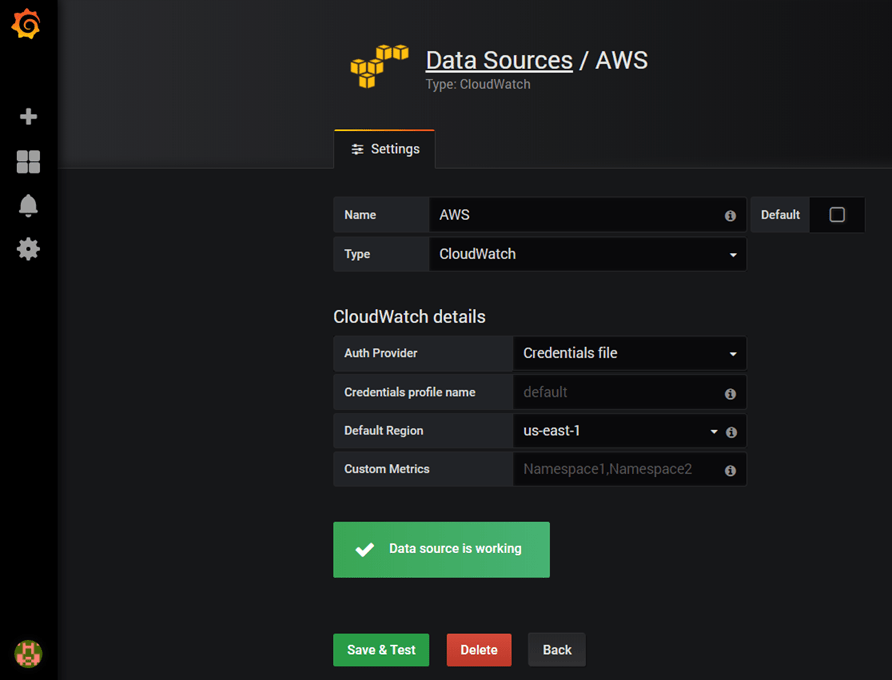 Data Sources / AWS
Type: CloudWatch
Settings
Name AWS Default
Type CloudWatch
CloudWatch details
Auth Provider Credentials file
Credentials profile name default
Default Region us-east-1
Custom Metrics Namespace1,Namespace2
Data source is working
Save & Test Delete Back